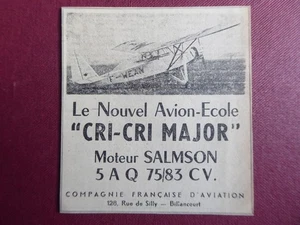 F-WEAN
Le Nouvel Avion-Ecole
"CRI-CRI MAJOR"
Moteur SALMSON
5 A Q 75/83 CV.
COMPAGNIE FRANÇAISE D'AVIATION
128, Rue de Silly — Billancourt